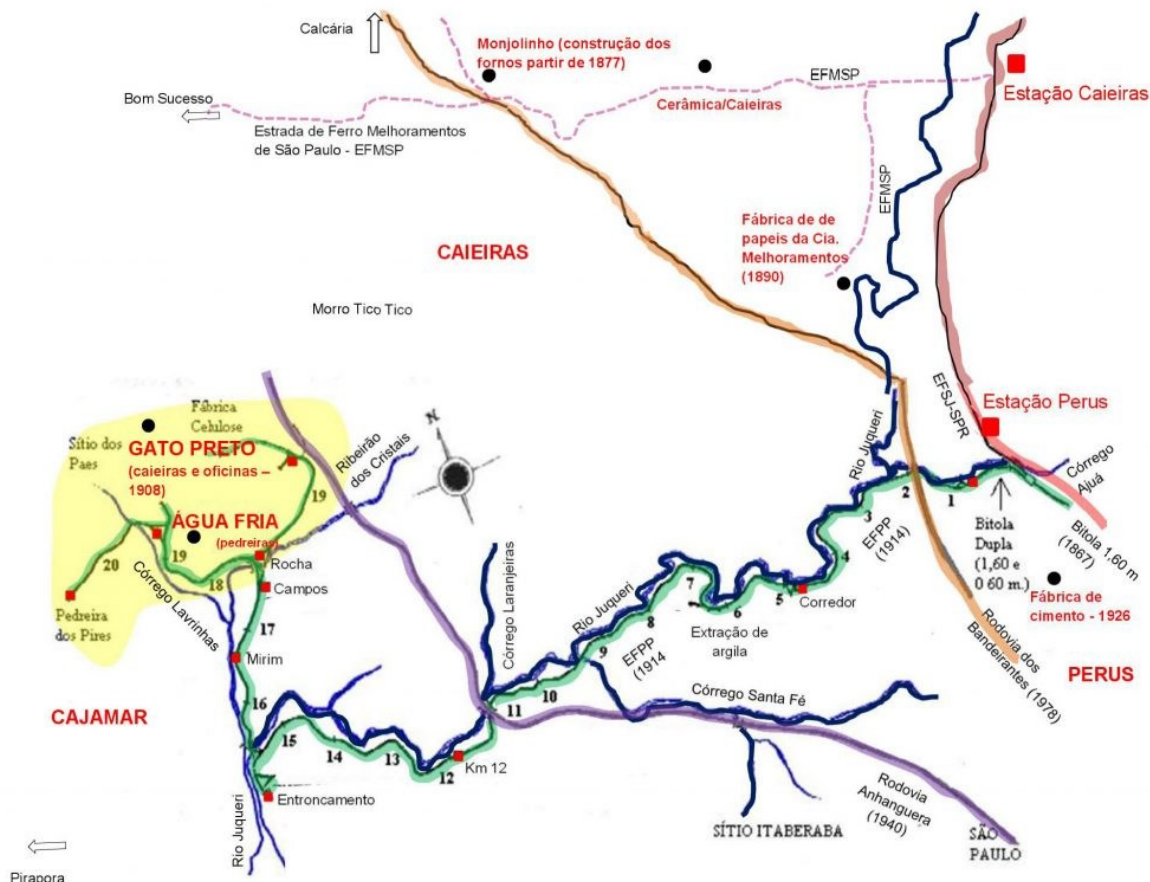 Calcária
Monjolinho (construção dos
fornos partir de 1877)
EFMSP
Estação Caieiras
Bom Sucesso
Cerâmica/Caieiras
Estrada de Ferro Melhoramentos
de São Paulo - EFMSP
EFMSP
Fábrica de de
papeis da Cia.
Melhoramentos
(1890)
CAIEIRAS
Morro Tico Tico
EFSJ-SPR
Estação Perus
Fábrica
Celulose
Sítio dos
Paes
GATO PRETO
(caieiras e oficinas –
1908)
Ribeirão
dos Cristais
N
Rio Juqueri
Córrego
Ajuá
19
2
1
3
EFPP
(1914)
Bitola
Dupla
(1,60 e
0 60 m.)
Bitola 1,60 m
(1867)
ÁGUA FRIA
(pedreiras)
19
20
18
Rocha
Campos
4
Córrego Laranjeiras
Rio Juqueri
7
5
6
Corredor
Fábrica de
cimento - 1926
Pedreira
dos Pires
Córrego Lavrinhas
17
8
Extração de
argila
9
EFPP
(1914
Rodovia dos
Bandeirantes (1978)
PERUS
Mirim
16
10
11
Córrego Santa Fé
CAJAMAR
15
14
13
12
Km 12
Entroncamento
Rio Juqueri
Rodovia
Anhanguera
(1940)
SÍTIO ITABERABA
SÃO
PAULO
Pirapora